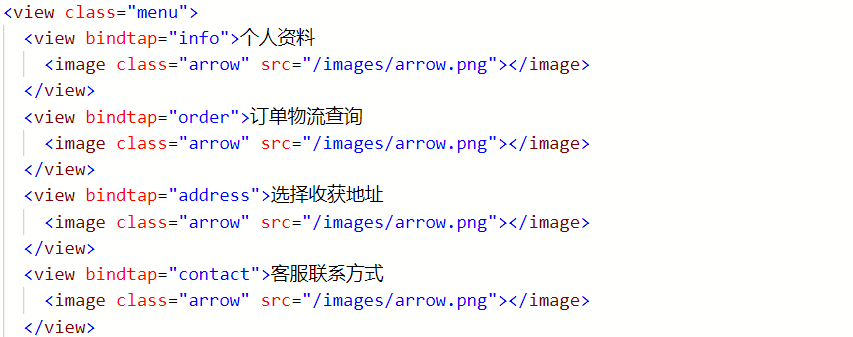 <view class="menu">
<view bindtap="info">个人资料
<image class="arrow" src="/images/arrow.png"></image>
</view>
<view bindtap="order">订单物流查询
<image class="arrow" src="/images/arrow.png"></image>
</view>
<view bindtap="address">选择收获地址
<image class="arrow" src="/images/arrow.png"></image>
</view>
<view bindtap="contact">客服联系方式
<image class="arrow" src="/images/arrow.png"></image>
</view>